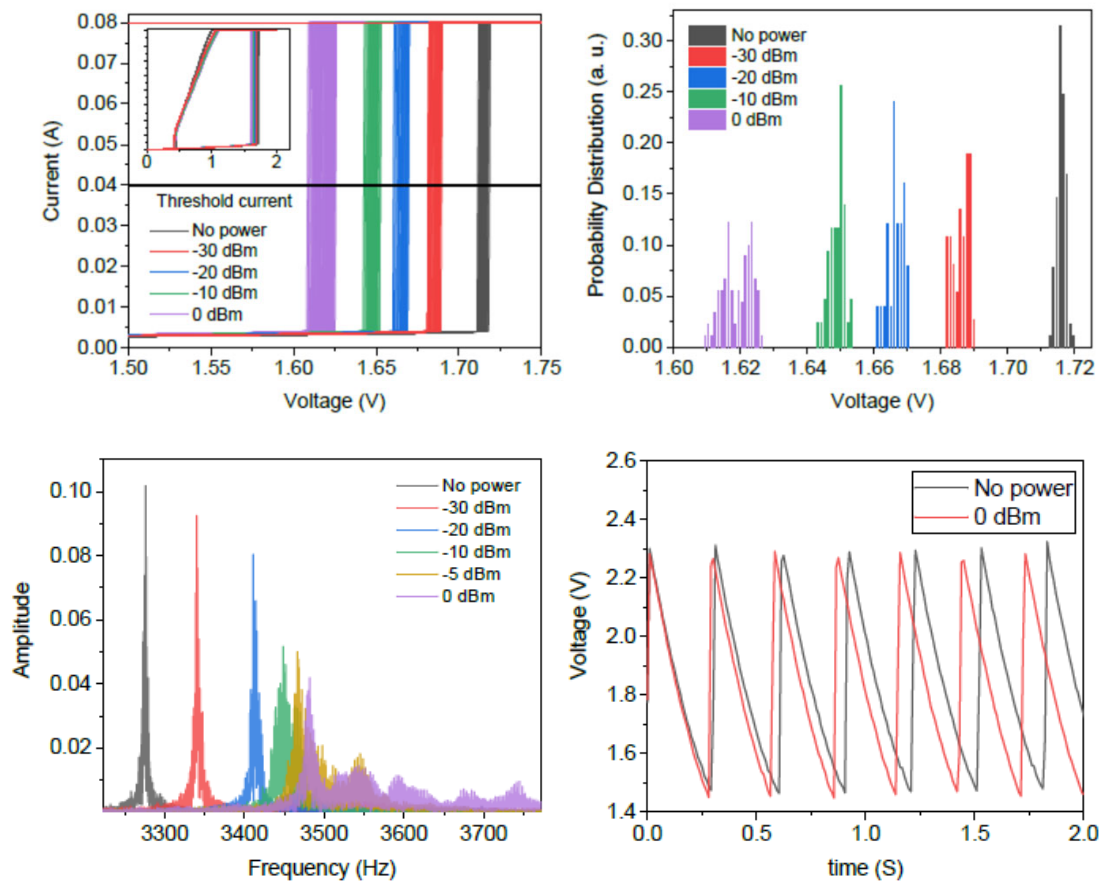 Current (A)
0.08
0.07
0.06
0.05
0.04
0.03
0.02
0.01
0.00
0 1 2
Threshold current
No power
-30 dBm
-20 dBm
-10 dBm
0 dBm
1.50 1.55 1.60 1.65 1.70 1.75
Voltage (V)
Probability Distribution (a. u.)
0.30
0.25
0.20
0.15
0.10
0.05
0.00
No power
-30 dBm
-20 dBm
-10 dBm
0 dBm
1.60 1.62 1.64 1.66 1.68 1.70 1.72
Voltage (V)
Amplitude
0.10
0.08
0.06
0.04
0.02
No power
-30 dBm
-20 dBm
-10 dBm
-5 dBm
0 dBm
3300 3400 3500 3600 3700
Frequency (Hz)
Voltage (V)
2.6
2.4
2.2
2.0
1.8
1.6
1.4
No power
0 dBm
0.0 0.5 1.0 1.5 2.0
time (S)